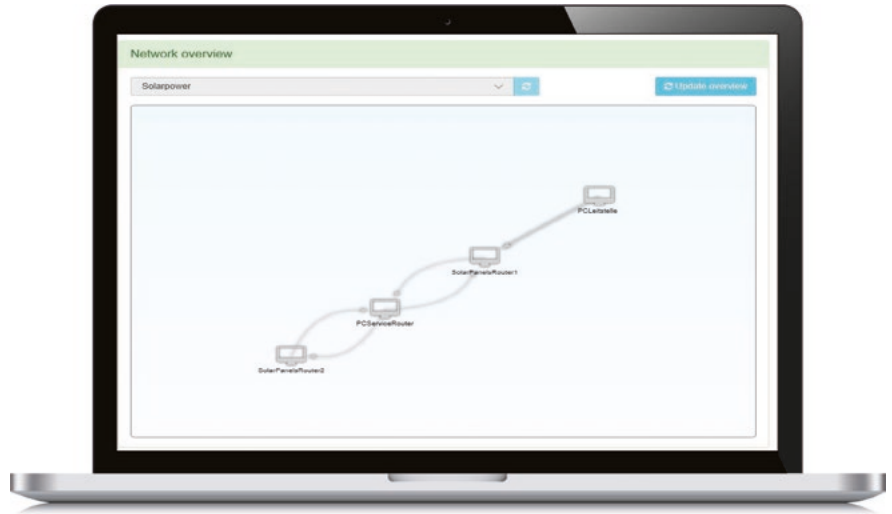 Network overview
Solarpower
Update overview
PCLeitstelle
SolarPanelsRouter1
PCServiceRouter
SolarPanelsRouter2